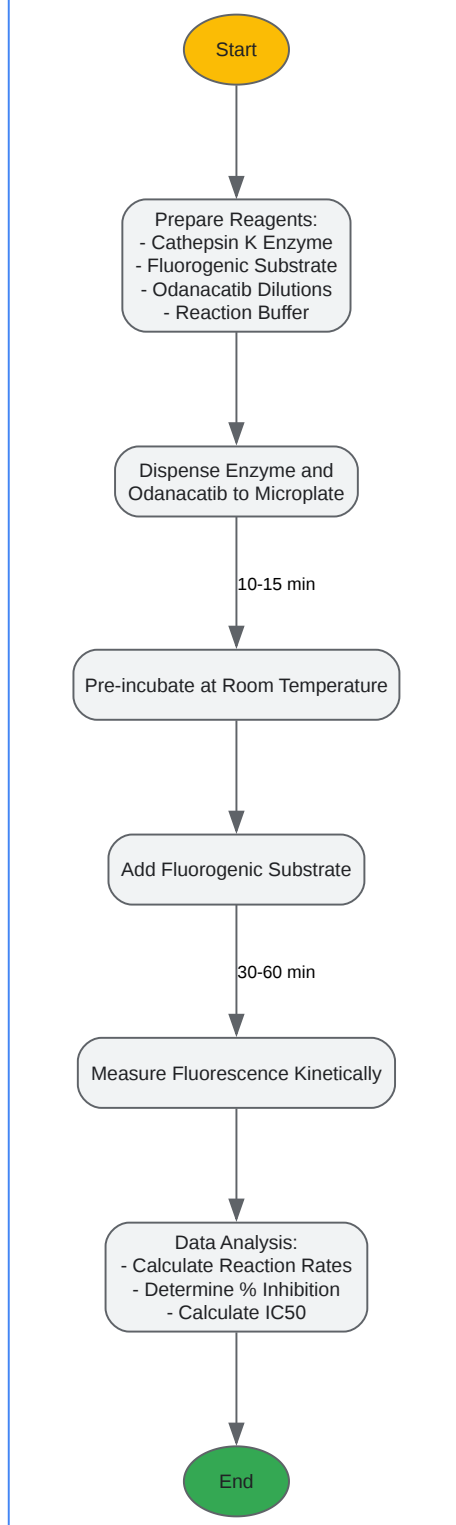 Start
Prepare Reagents:
- Cathepsin K Enzyme
- Fluorogenic Substrate
- Odanacatib Dilutions
- Reaction Buffer
Dispense Enzyme and
Odanacatib to Microplate
10-15 min
Pre-incubate at Room Temperature
Add Fluorogenic Substrate
30-60 min
Measure Fluorescence Kinetically
Data Analysis:
- Calculate Reaction Rates
- Determine % Inhibition
- Calculate IC50
End